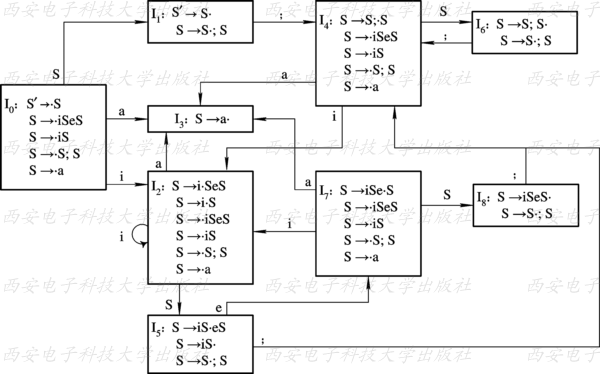 I₁: S′→S·
S→S·; S
I₄: S→S;·S
S→·iSeS
S→·iS
S→·S; S
S→·a
I₆: S→S; S·
S→S·; S
I₀: S′→·S
S→·iSeS
S→·iS
S→·S; S
S→·a
I₃: S→a·
I₂: S→i·SeS
S→i·S
S→·iSeS
S→·iS
S→·S; S
S→·a
I₇: S→iSe·S
S→·iSeS
S→·iS
S→·S; S
S→·a
I₈: S→iSeS·
S→S·; S
I₅: S→iS·eS
S→iS·
S→S·; S
S
;
S
;
a
a
i
i
a
a
i
i
S
;
S
e
;
西安电子科技大学出版社